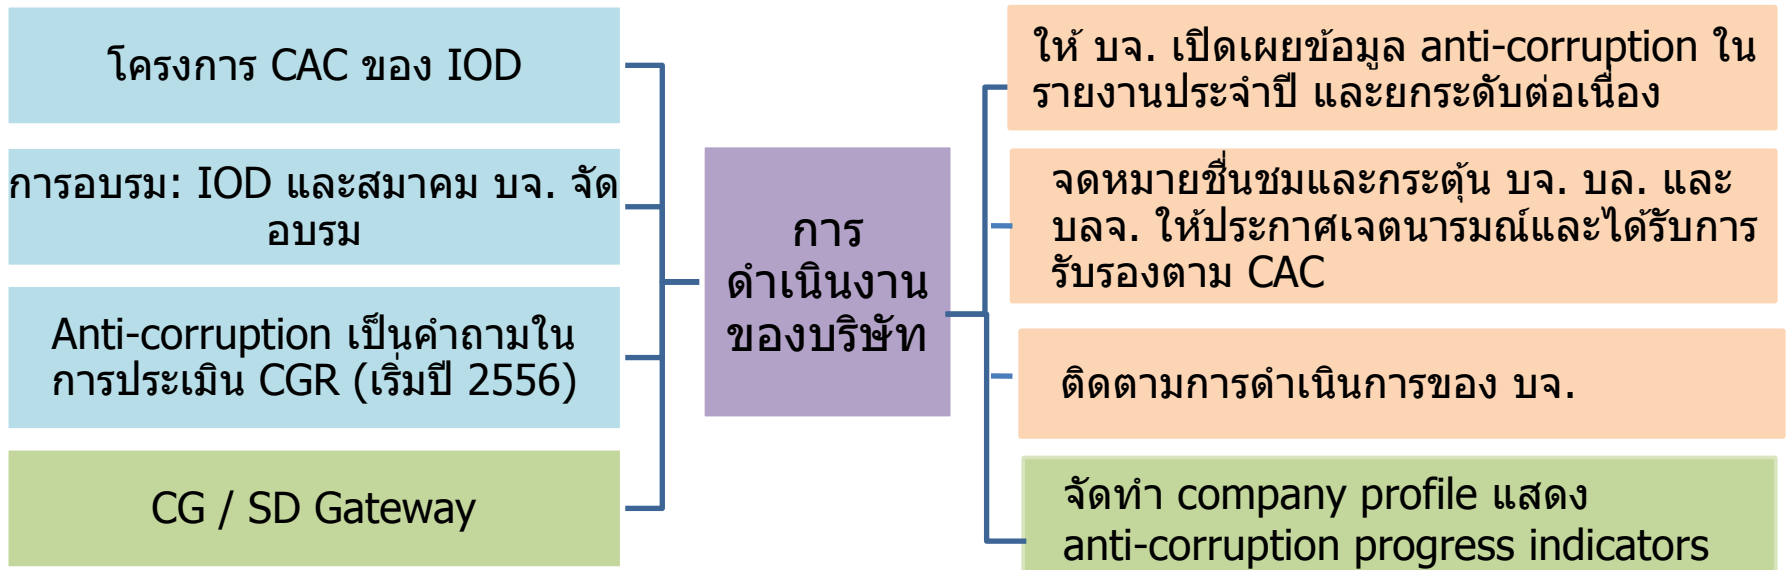 โครงการ CAC ของ IOD
การอบรม: IOD และสมาคม บจ. จัด
อบรม
Anti-corruption เป็นคำถามใน
การประเมิน CGR (เริ่มปี 2556)
CG / SD Gateway
การ
ดำเนินงาน
ของบริษัท
ให้ บจ. เปิดเผยข้อมูล anti-corruption ใน
รายงานประจำปี และยกระดับต่อเนื่อง
จดหมายชื่นชมและกระตุ้น บจ. บล. และ
บลจ. ให้ประกาศเจตนารมณ์และได้รับการ
รับรองตาม CAC
ติดตามการดำเนินการของ บจ.
จัดทำ company profile แสดง
anti-corruption progress indicators